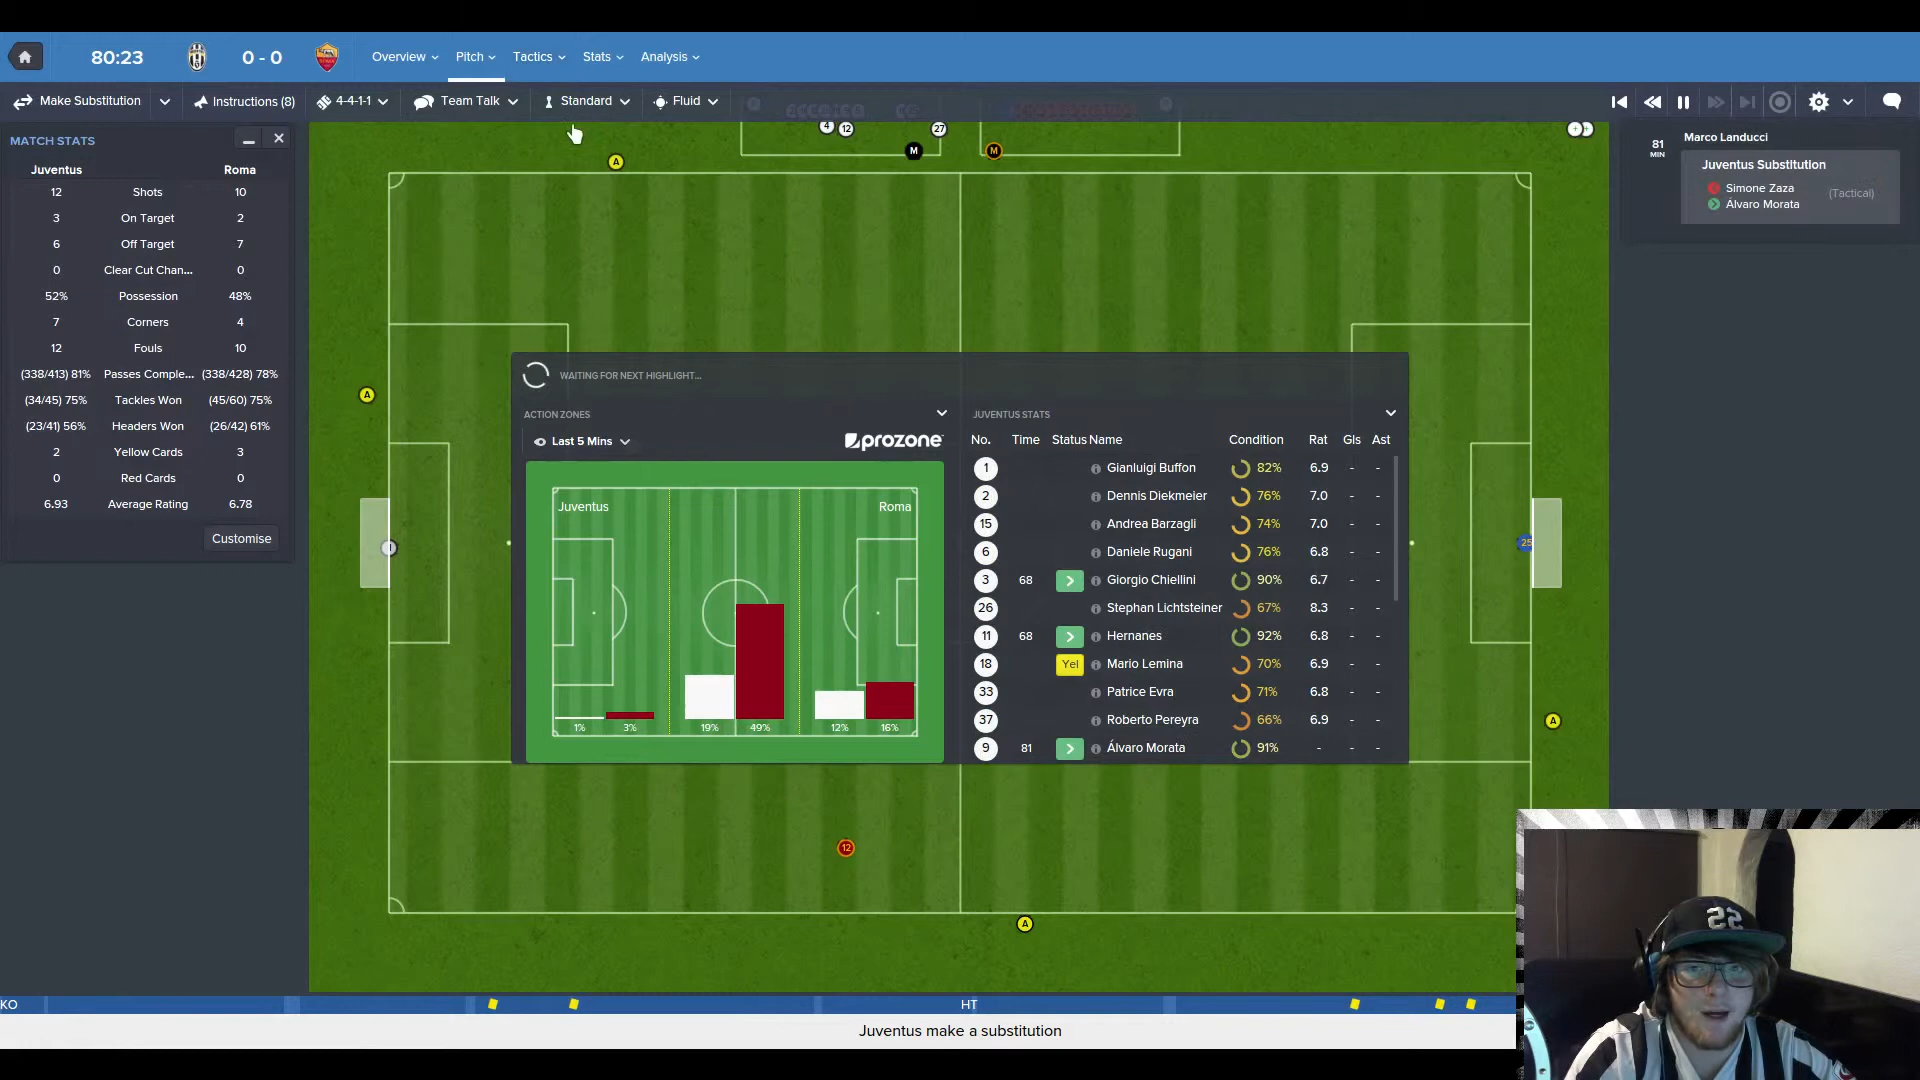 80:23
0 - 0
Overview
Pitch
Tactics
Stats
Analysis
Make Substitution
Instructions (8)
4-4-1-1
Team Talk
Standard
Fluid
MATCH STATS
Juventus Roma
12 Shots 10
3 On Target 2
6 Off Target 7
0 Clear Cut Chan... 0
52% Possession 48%
7 Corners 4
12 Fouls 10
(338/413) 81% Passes Comple... (338/428) 78%
(34/45) 75% Tackles Won (45/60) 75%
(23/41) 56% Headers Won (26/42) 61%
2 Yellow Cards 3
0 Red Cards 0
6.93 Average Rating 6.78
Customise
4 12 27
M M
A
A
A
A
12
25
WAITING FOR NEXT HIGHLIGHT...
ACTION ZONES
Last 5 Mins
prozone
Juventus Roma
1% 3% 19% 49% 12% 16%
JUVENTUS STATS
No. Time Status Name Condition Rat Gls Ast
1 Gianluigi Buffon 82% 6.9 - -
2 Dennis Diekmeier 76% 7.0 - -
15 Andrea Barzagli 74% 7.0 - -
6 Daniele Rugani 76% 6.8 - -
3 68 Giorgio Chiellini 90% 6.7 - -
26 Stephan Lichtsteiner 67% 8.3 - -
11 68 Hernanes 92% 6.8 - -
18 Yel Mario Lemina 70% 6.9 - -
33 Patrice Evra 71% 6.8 - -
37 Roberto Pereyra 66% 6.9 - -
9 81 Álvaro Morata 91% - - -
81
MIN
Marco Landucci
Juventus Substitution
Simone Zaza
(Tactical)
Álvaro Morata
KO
HT
Juventus make a substitution
22